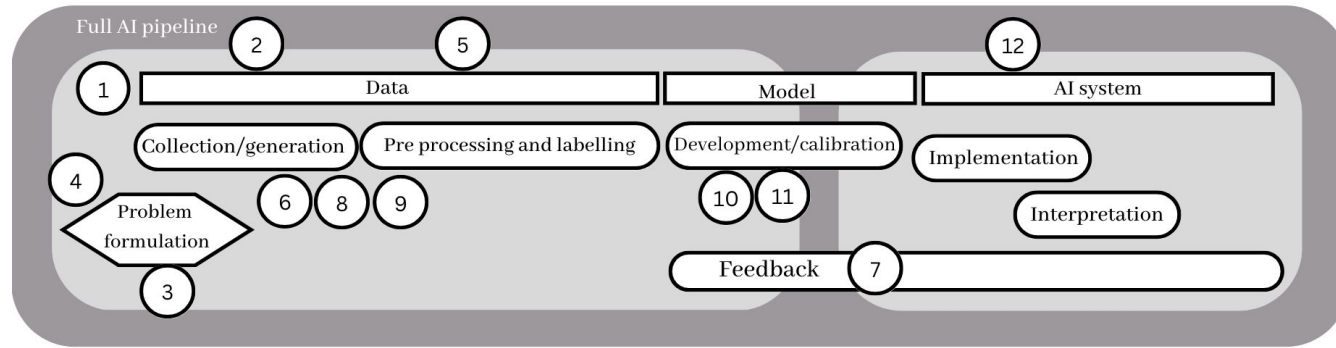 Full AI pipeline
2
5
12
1
Data
Model
AI system
Collection/generation
Pre processing and labelling
Development/calibration
Implementation
4
6
8
9
10
11
Problem
formulation
Interpretation
Feedback
7
3